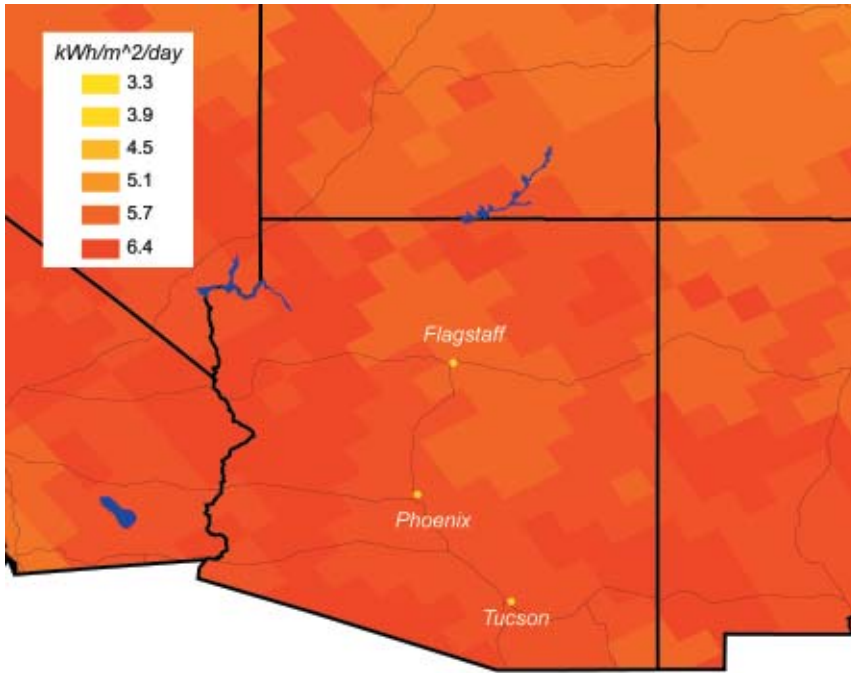 kWh/m^2/day
3.3
3.9
4.5
5.1
5.7
6.4
Flagstaff
Phoenix
Tucson